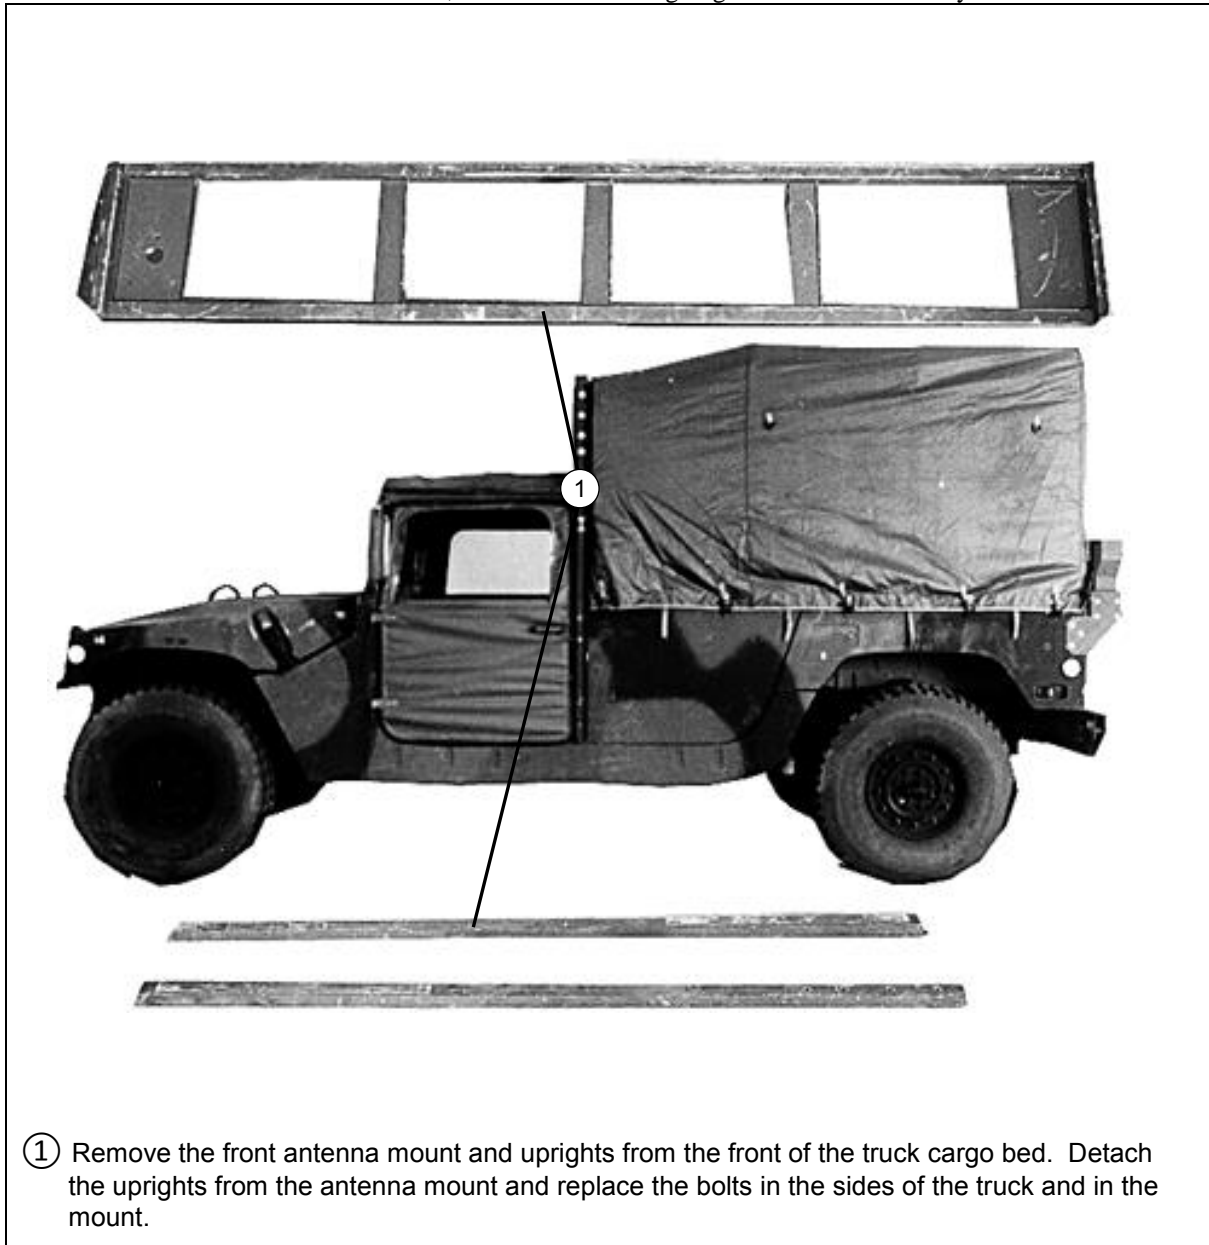 1
① Remove the front antenna mount and uprights from the front of the truck cargo bed. Detach
the uprights from the antenna mount and replace the bolts in the sides of the truck and in the
mount.